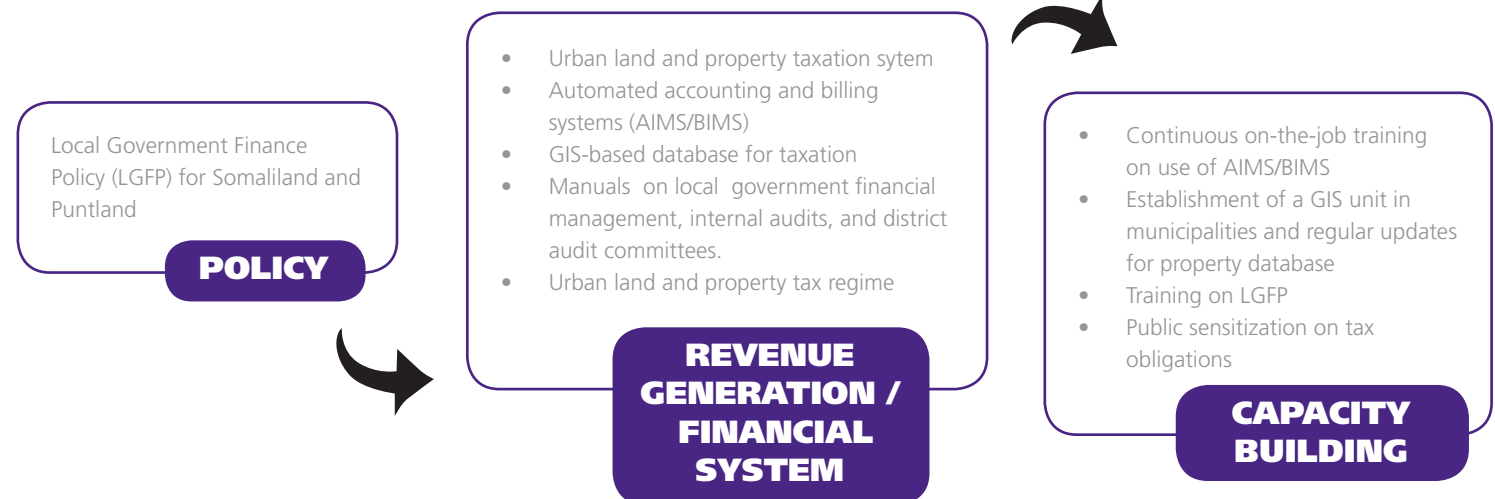 Local Government Finance
Policy (LGFP) for Somaliland and
Puntland
POLICY
• Urban land and property taxation sytem
• Automated accounting and billing
systems (AIMS/BIMS)
• GIS-based database for taxation
• Manuals on local government financial
management, internal audits, and district
audit committees.
• Urban land and property tax regime
REVENUE
GENERATION /
FINANCIAL
SYSTEM
• Continuous on-the-job training
on use of AIMS/BIMS
• Establishment of a GIS unit in
municipalities and regular updates
for property database
• Training on LGFP
• Public sensitization on tax
obligations
CAPACITY
BUILDING